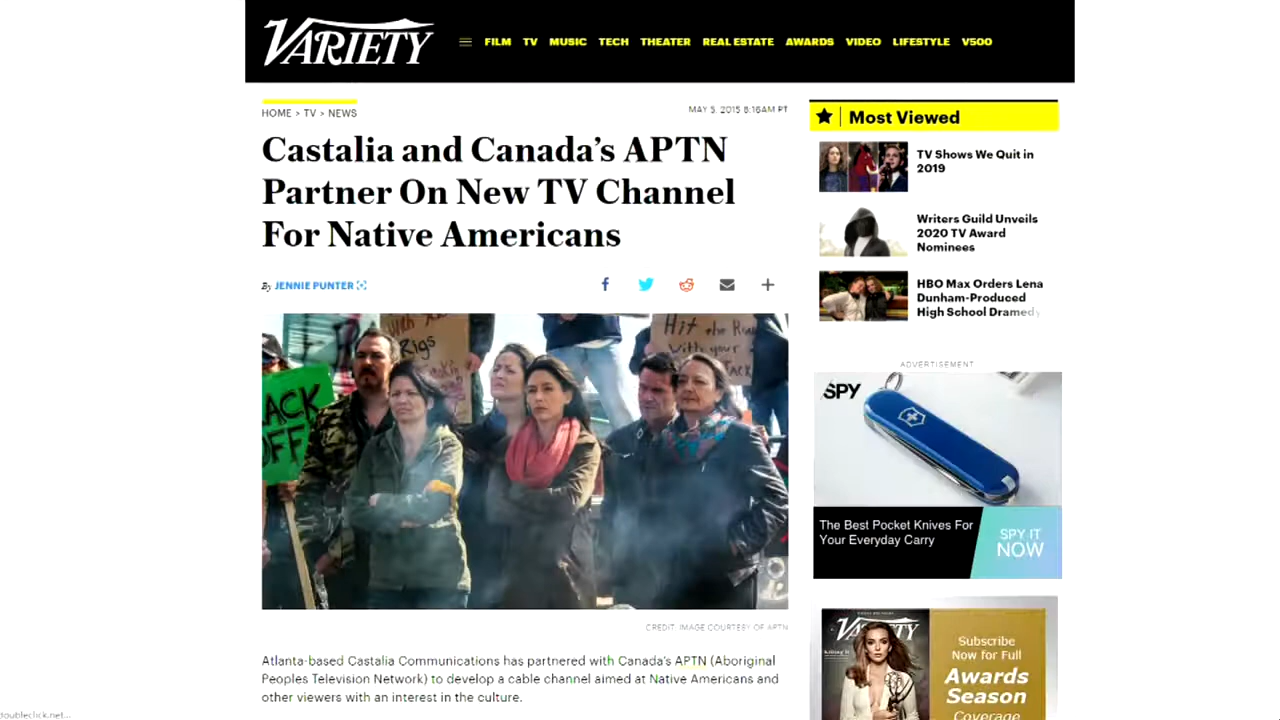 VARIETY
FILM TV MUSIC TECH THEATER REAL ESTATE AWARDS VIDEO LIFESTYLE V500
HOME > TV > NEWS
MAY 5, 2015 8:16AM PT
Castalia and Canada's APTN
Partner On New TV Channel
For Native Americans
By JENNIE PUNTER
BACK
OFF
Rigs
Hit the
With your
CREDIT: IMAGE COURTESY OF APTN
Atlanta-based Castalia Communications has partnered with Canada's APTN (Aboriginal
Peoples Television Network) to develop a cable channel aimed at Native Americans and
other viewers with an interest in the culture.
Most Viewed
TV Shows We Quit in
2019
Writers Guild Unveils
2020 TV Award
Nominees
HBO Max Orders Lena
Dunham-Produced
High School Dramedy
ADVERTISEMENT
SPY
The Best Pocket Knives For
Your Everyday Carry
SPY IT
NOW
VARIETY
Subscribe
Now for Full
Awards
Season
Coverage
doubleclick.net...